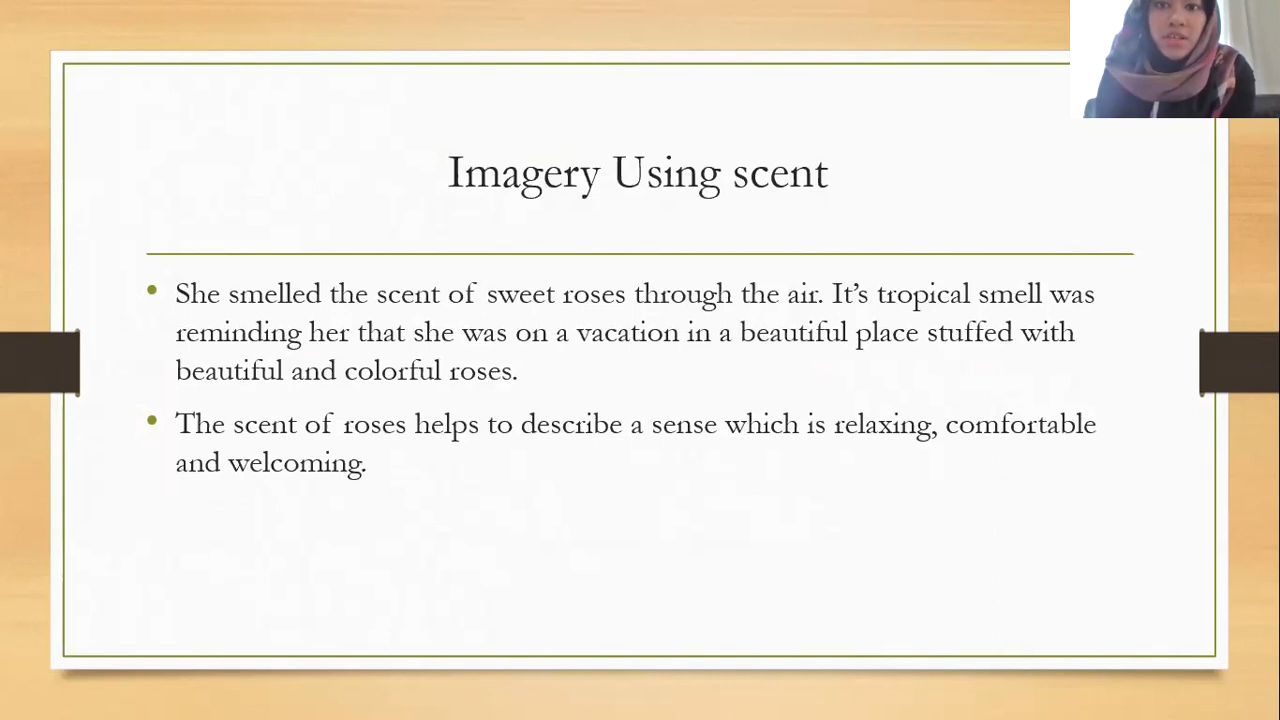 Imagery Using scent
• She smelled the scent of sweet roses through the air. It’s tropical smell was
reminding her that she was on a vacation in a beautiful place stuffed with
beautiful and colorful roses.
• The scent of roses helps to describe a sense which is relaxing, comfortable
and welcoming.